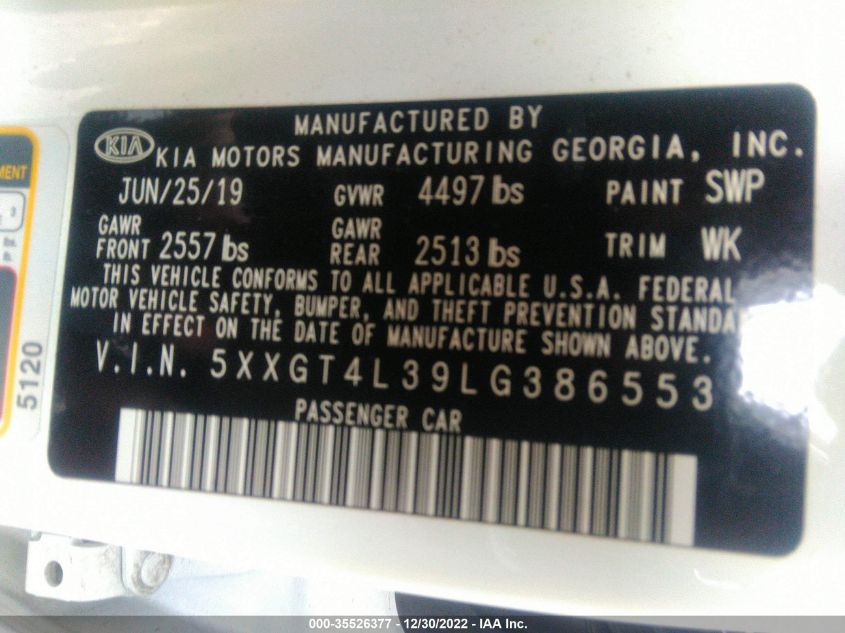 MANUFACTURED BY
KIA KIA MOTORS MANUFACTURING GEORGIA, INC.
JUN/25/19 GVWR 4497 lbs PAINT SWP
GAWR FRONT 2557 lbs GAWR REAR 2513 lbs TRIM WK
THIS VEHICLE CONFORMS TO ALL APPLICABLE U.S.A. FEDERAL
MOTOR VEHICLE SAFETY, BUMPER, AND THEFT PREVENTION STANDA
IN EFFECT ON THE DATE OF MANUFACTURE SHOWN ABOVE.
V.I.N. 5XXGT4L39LG386553
PASSENGER CAR
MENT
3
lbs.
5120
000-35526377 - 12/30/2022 - IAA Inc.